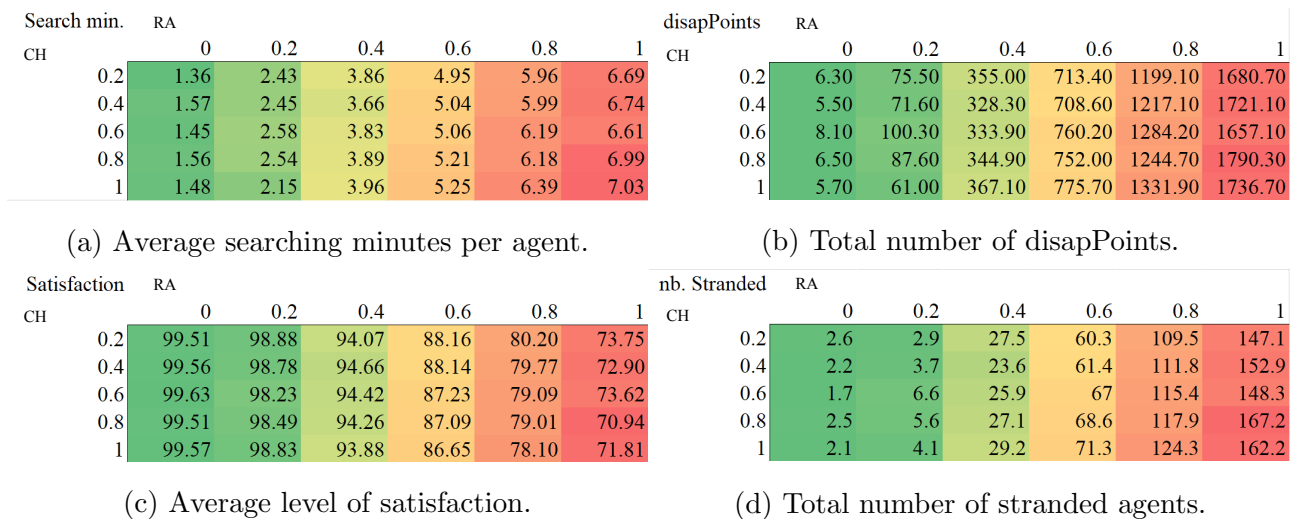 Search min. RA
CH 0 0.2 0.4 0.6 0.8 1
0.2 1.36 2.43 3.86 4.95 5.96 6.69
0.4 1.57 2.45 3.66 5.04 5.99 6.74
0.6 1.45 2.58 3.83 5.06 6.19 6.61
0.8 1.56 2.54 3.89 5.21 6.18 6.99
1 1.48 2.15 3.96 5.25 6.39 7.03
(a) Average searching minutes per agent.
disapPoints RA
CH 0 0.2 0.4 0.6 0.8 1
0.2 6.30 75.50 355.00 713.40 1199.10 1680.70
0.4 5.50 71.60 328.30 708.60 1217.10 1721.10
0.6 8.10 100.30 333.90 760.20 1284.20 1657.10
0.8 6.50 87.60 344.90 752.00 1244.70 1790.30
1 5.70 61.00 367.10 775.70 1331.90 1736.70
(b) Total number of disapPoints.
Satisfaction RA
CH 0 0.2 0.4 0.6 0.8 1
0.2 99.51 98.88 94.07 88.16 80.20 73.75
0.4 99.56 98.78 94.66 88.14 79.77 72.90
0.6 99.63 98.23 94.42 87.23 79.09 73.62
0.8 99.51 98.49 94.26 87.09 79.01 70.94
1 99.57 98.83 93.88 86.65 78.10 71.81
(c) Average level of satisfaction.
nb. Stranded RA
CH 0 0.2 0.4 0.6 0.8 1
0.2 2.6 2.9 27.5 60.3 109.5 147.1
0.4 2.2 3.7 23.6 61.4 111.8 152.9
0.6 1.7 6.6 25.9 67 115.4 148.3
0.8 2.5 5.6 27.1 68.6 117.9 167.2
1 2.1 4.1 29.2 71.3 124.3 162.2
(d) Total number of stranded agents.